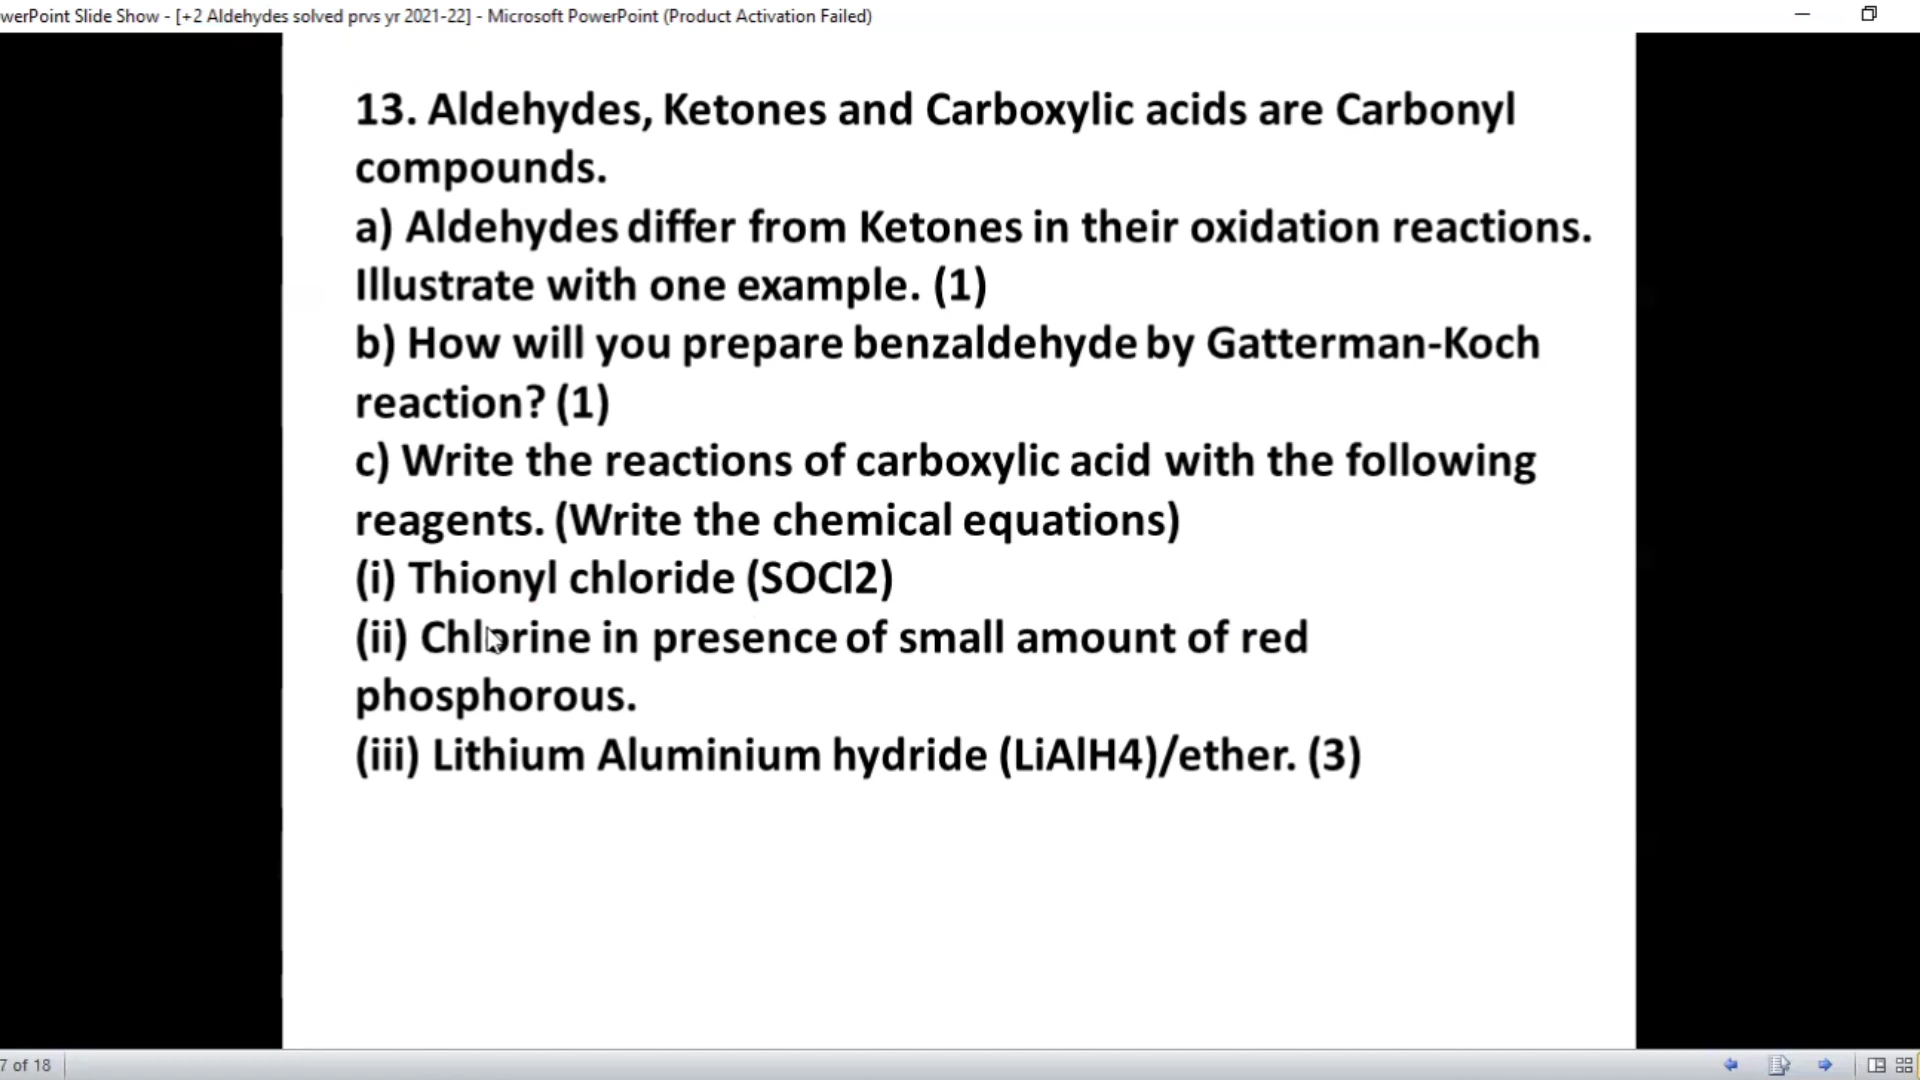 werPoint Slide Show - [+2 Aldehydes solved prvs yr 2021-22] - Microsoft PowerPoint (Product Activation Failed)
13. Aldehydes, Ketones and Carboxylic acids are Carbonyl
compounds.
a) Aldehydes differ from Ketones in their oxidation reactions.
Illustrate with one example. (1)
b) How will you prepare benzaldehyde by Gatterman-Koch
reaction? (1)
c) Write the reactions of carboxylic acid with the following
reagents. (Write the chemical equations)
(i) Thionyl chloride (SOCl2)
(ii) Chlorine in presence of small amount of red
phosphorous.
(iii) Lithium Aluminium hydride (LiAlH4)/ether. (3)
7 of 18